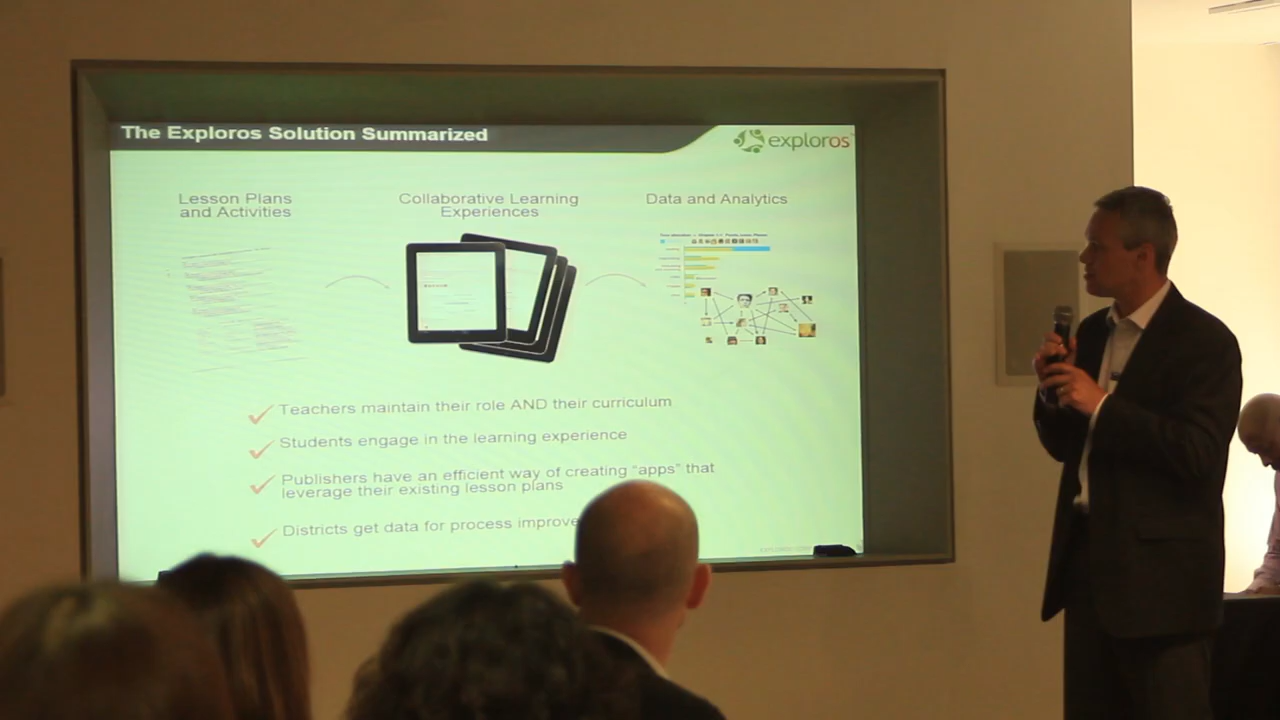 The Exploros Solution Summarized
exploros
Lesson Plans
and Activities
Collaborative Learning
Experiences
Data and Analytics
Teachers maintain their role AND their curriculum
Students engage in the learning experience
Publishers have an efficient way of creating "apps" that
leverage their existing lesson plans
Districts get data for process